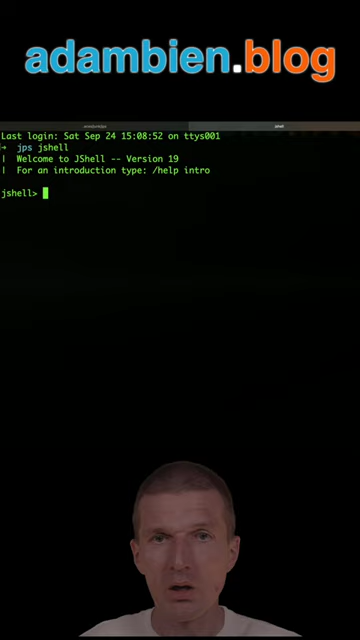 adambien.blog
jshell
Last login: Sat Sep 24 15:08:52 on ttys001
→ jps jshell
| Welcome to JShell -- Version 19
| For an introduction type: /help intro
jshell>